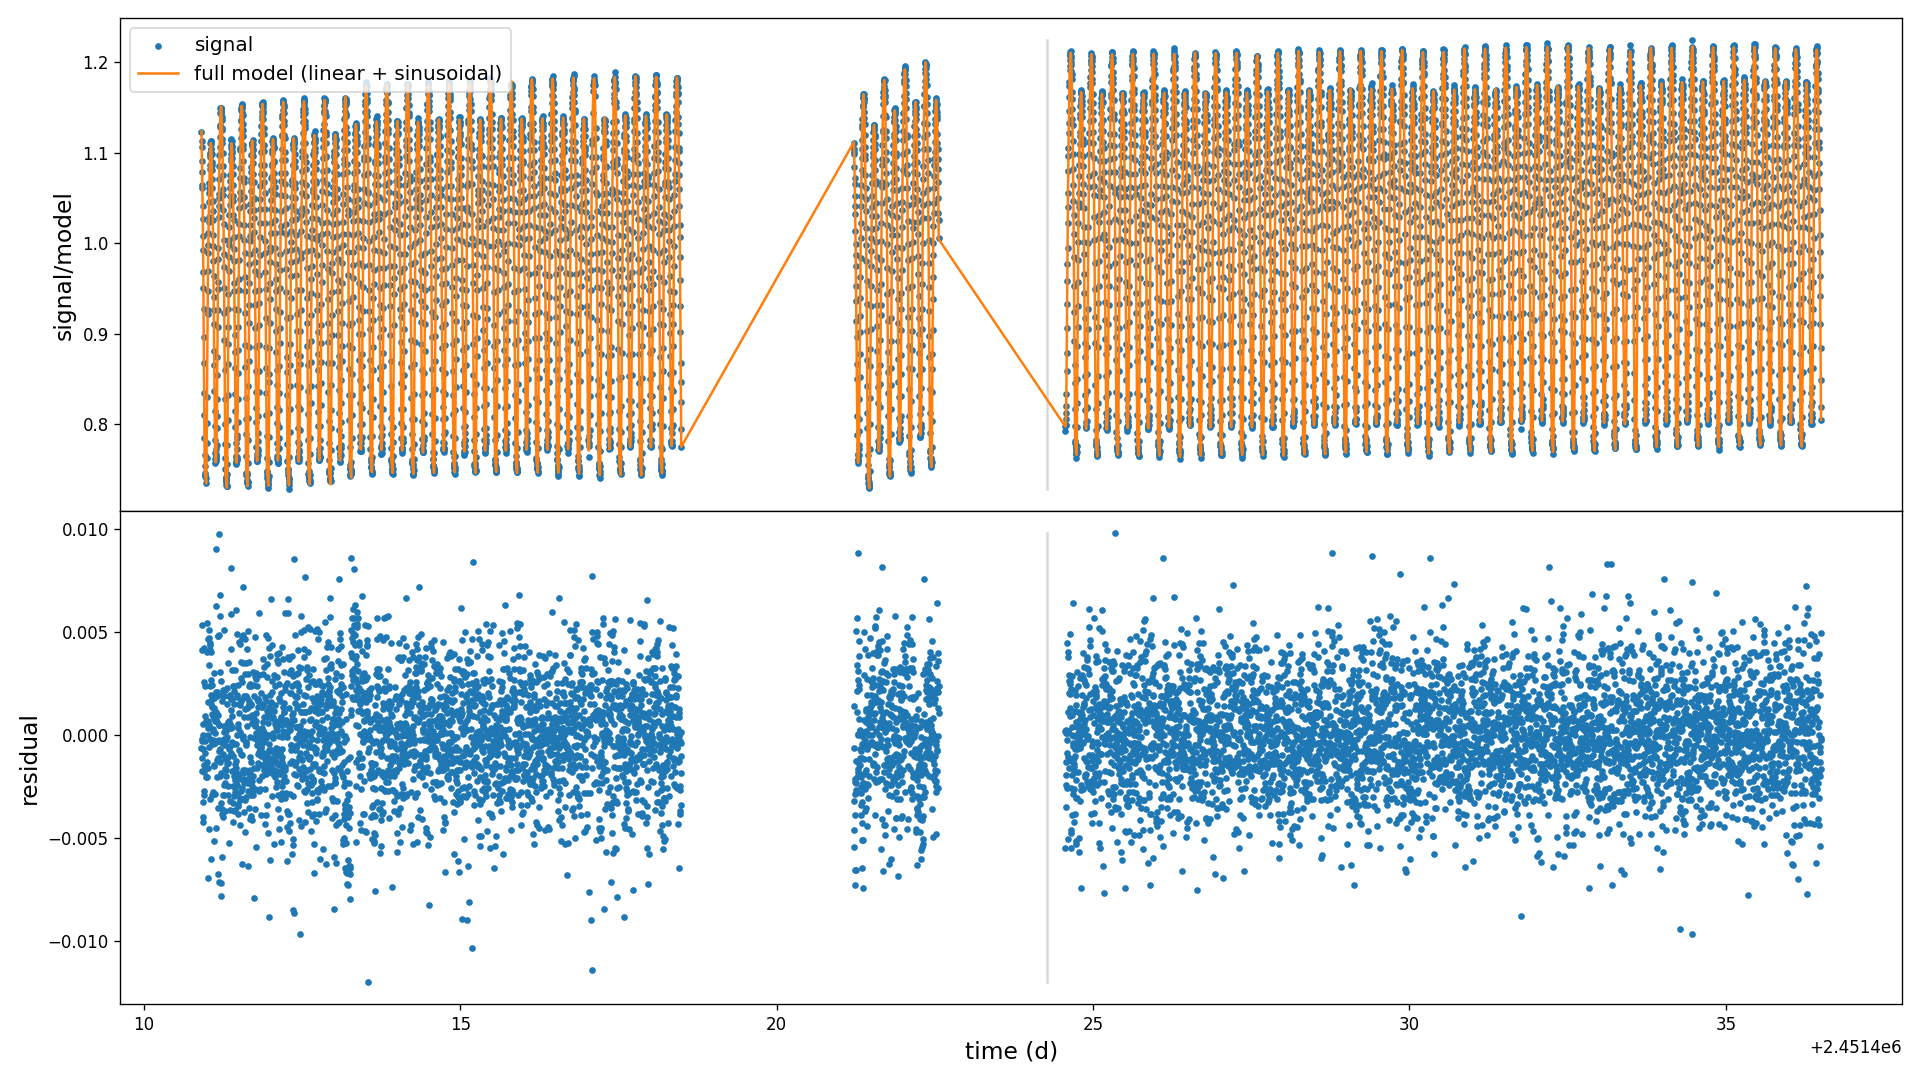 signal
full model (linear + sinusoidal)
signal/model
1.2
1.1
1.0
0.9
0.8
residual
0.010
0.005
0.000
−0.005
−0.010
10
15
20
25
30
35
time (d)
+2.4514e6